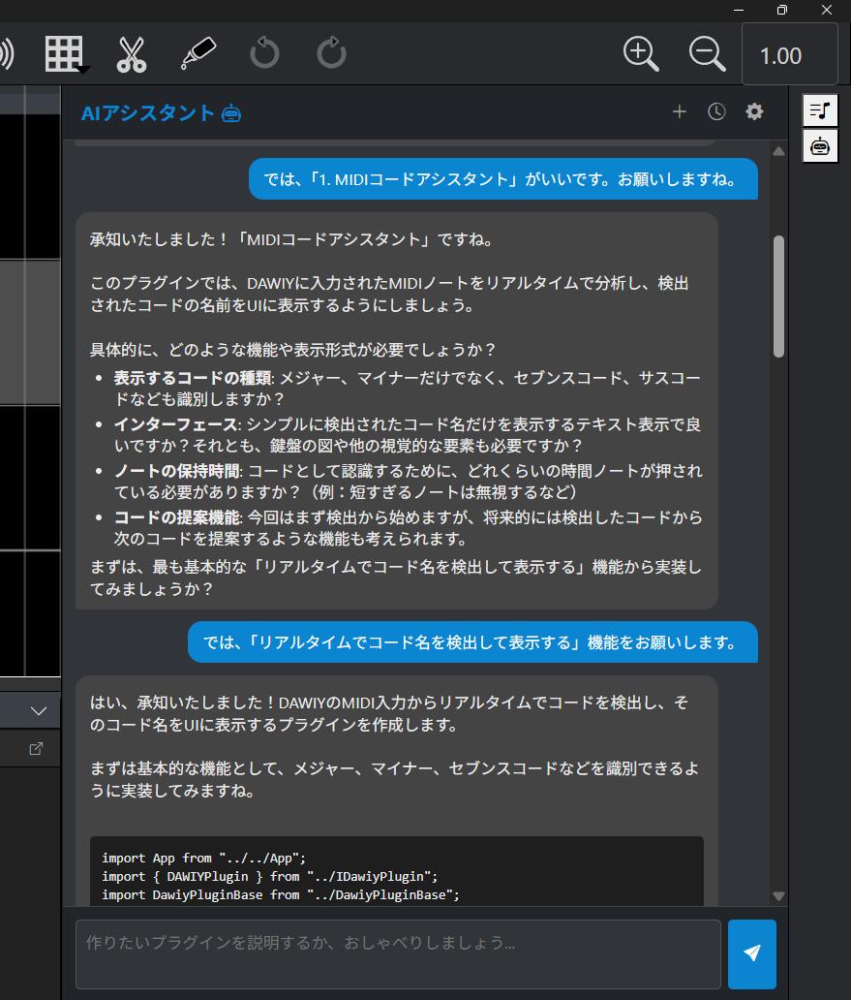 1.00
AIアシスタント
では、「1. MIDIコードアシスタント」がいいです。お願いしますね。
承知いたしました！「MIDIコードアシスタント」ですね。
このプラグインでは、DAWIYに入力されたMIDIノートをリアルタイムで分析し、検出
されたコードの名前をUIに表示するようにしましょう。
具体的に、どのような機能や表示形式が必要でしょうか？
• 表示するコードの種類: メジャー、マイナーだけでなく、セブンスコード、サスコー
ドなども識別しますか？
• インターフェース: シンプルに検出されたコード名だけを表示するテキスト表示で良
いですか？それとも、鍵盤の図や他の視覚的な要素も必要ですか？
• ノートの保持時間: コードとして認識するために、どれくらいの時間ノートが押され
ている必要がありますか？（例：短すぎるノートは無視するなど）
• コードの提案機能: 今回はまず検出から始めますが、将来的には検出したコードから
次のコードを提案するような機能も考えられます。
まずは、最も基本的な「リアルタイムでコード名を検出して表示する」機能から実装し
てみましょうか？
では、「リアルタイムでコード名を検出して表示する」機能をお願いします。
はい、承知いたしました！DAWIYのMIDI入力からリアルタイムでコードを検出し、そ
のコード名をUIに表示するプラグインを作成します。
まずは基本的な機能として、メジャー、マイナー、セブンスコードなどを識別できるよ
うに実装してみますね。
import App from "../../App";
import { DAWIYPlugin } from "../IDawiyPlugin";
import DawiyPluginBase from "../DawiyPluginBase";
作りたいプラグインを説明するか、おしゃべりしましょう...